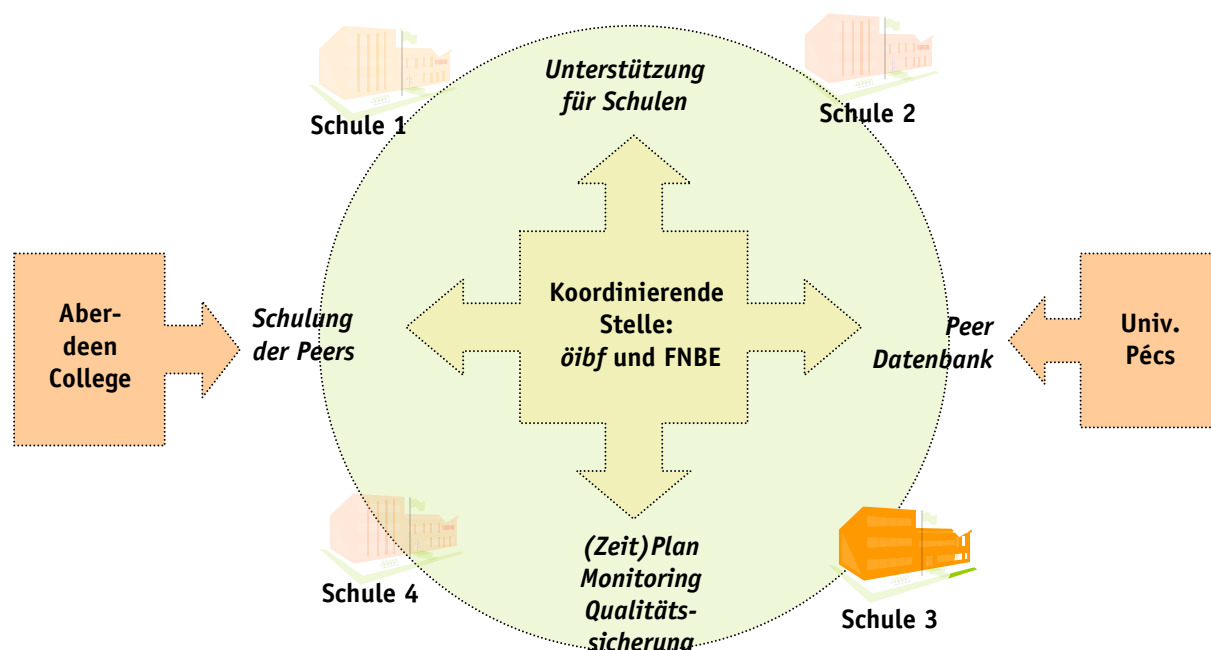 Schule 1
Unterstützung
für Schulen
Schule 2
Aber-
deen
College
Schulung
der Peers
Koordinierende
Stelle:
öibf und FNBE
Peer
Datenbank
Univ.
Pécs
Schule 4
(Zeit)Plan
Monitoring
Qualitäts-
sicherung
Schule 3